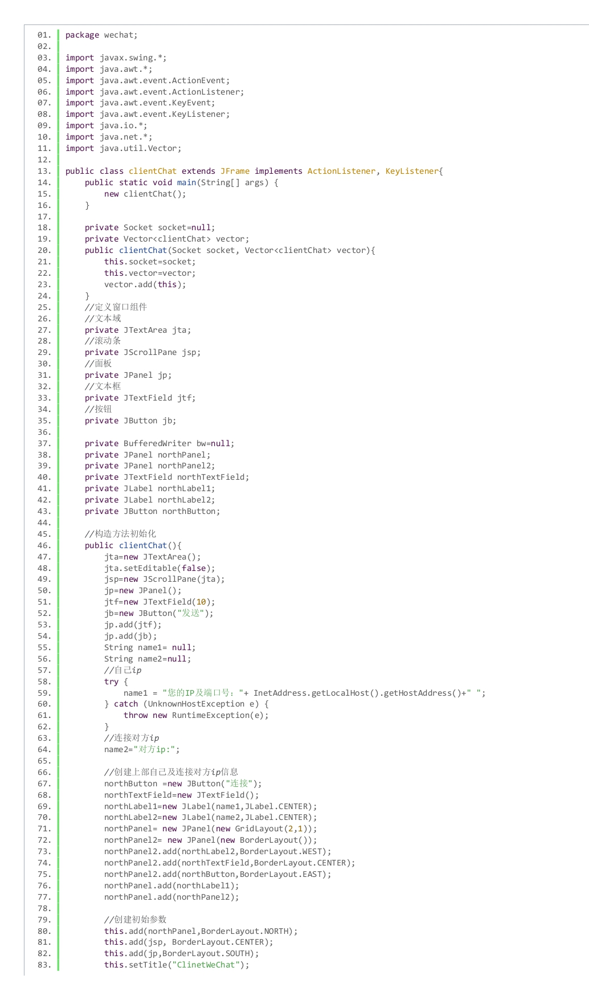 01. package wechat;
02.
03. import javax.swing.*;
04. import java.awt.*;
05. import java.awt.event.ActionEvent;
06. import java.awt.event.ActionListener;
07. import java.awt.event.KeyEvent;
08. import java.awt.event.KeyListener;
09. import java.io.*;
10. import java.net.*;
11. import java.util.Vector;
12.
13. public class clientChat extends JFrame implements ActionListener, KeyListener{
14.     public static void main(String[] args) {
15.         new clientChat();
16.     }
17.
18.     private Socket socket=null;
19.     private Vector<clientChat> vector;
20.     public clientChat(Socket socket, Vector<clientChat> vector){
21.         this.socket=socket;
22.         this.vector=vector;
23.         vector.add(this);
24.     }
25.     //定义窗口组件
26.     //文本域
27.     private JTextArea jta;
28.     //滚动条
29.     private JScrollPane jsp;
30.     //面板
31.     private JPanel jp;
32.     //文本框
33.     private JTextField jtf;
34.     //按钮
35.     private JButton jb;
36.
37.     private BufferedWriter bw=null;
38.     private JPanel northPanel;
39.     private JPanel northPanel2;
40.     private JTextField northTextField;
41.     private JLabel northLabel1;
42.     private JLabel northLabel2;
43.     private JButton northButton;
44.
45.     //构造方法初始化
46.     public clientChat(){
47.         jta=new JTextArea();
48.         jta.setEditable(false);
49.         jsp=new JScrollPane(jta);
50.         jp=new JPanel();
51.         jtf=new JTextField(10);
52.         jb=new JButton("发送");
53.         jp.add(jtf);
54.         jp.add(jb);
55.         String name1= null;
56.         String name2=null;
57.         //自己ip
58.         try {
59.             name1 = "您的IP及端口号："+ InetAddress.getLocalHost().getHostAddress()+" ";
60.         } catch (UnknownHostException e) {
61.             throw new RuntimeException(e);
62.         }
63.         //连接对方ip
64.         name2="对方ip:";
65.
66.         //创建上部自己及连接对方ip信息
67.         northButton =new JButton("连接");
68.         northTextField=new JTextField();
69.         northLabel1=new JLabel(name1,JLabel.CENTER);
70.         northLabel2=new JLabel(name2,JLabel.CENTER);
71.         northPanel= new JPanel(new GridLayout(2,1));
72.         northPanel2= new JPanel(new BorderLayout());
73.         northPanel2.add(northLabel2,BorderLayout.WEST);
74.         northPanel2.add(northTextField,BorderLayout.CENTER);
75.         northPanel2.add(northButton,BorderLayout.EAST);
76.         northPanel.add(northLabel1);
77.         northPanel.add(northPanel2);
78.
79.         //创建初始参数
80.         this.add(northPanel,BorderLayout.NORTH);
81.         this.add(jsp, BorderLayout.CENTER);
82.         this.add(jp,BorderLayout.SOUTH);
83.         this.setTitle("ClinetWeChat");